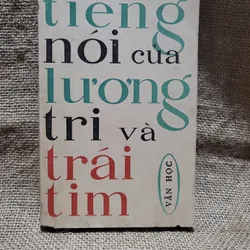 tiếng
nói của
lương
tri và
trái
tim
VĂN HỌC